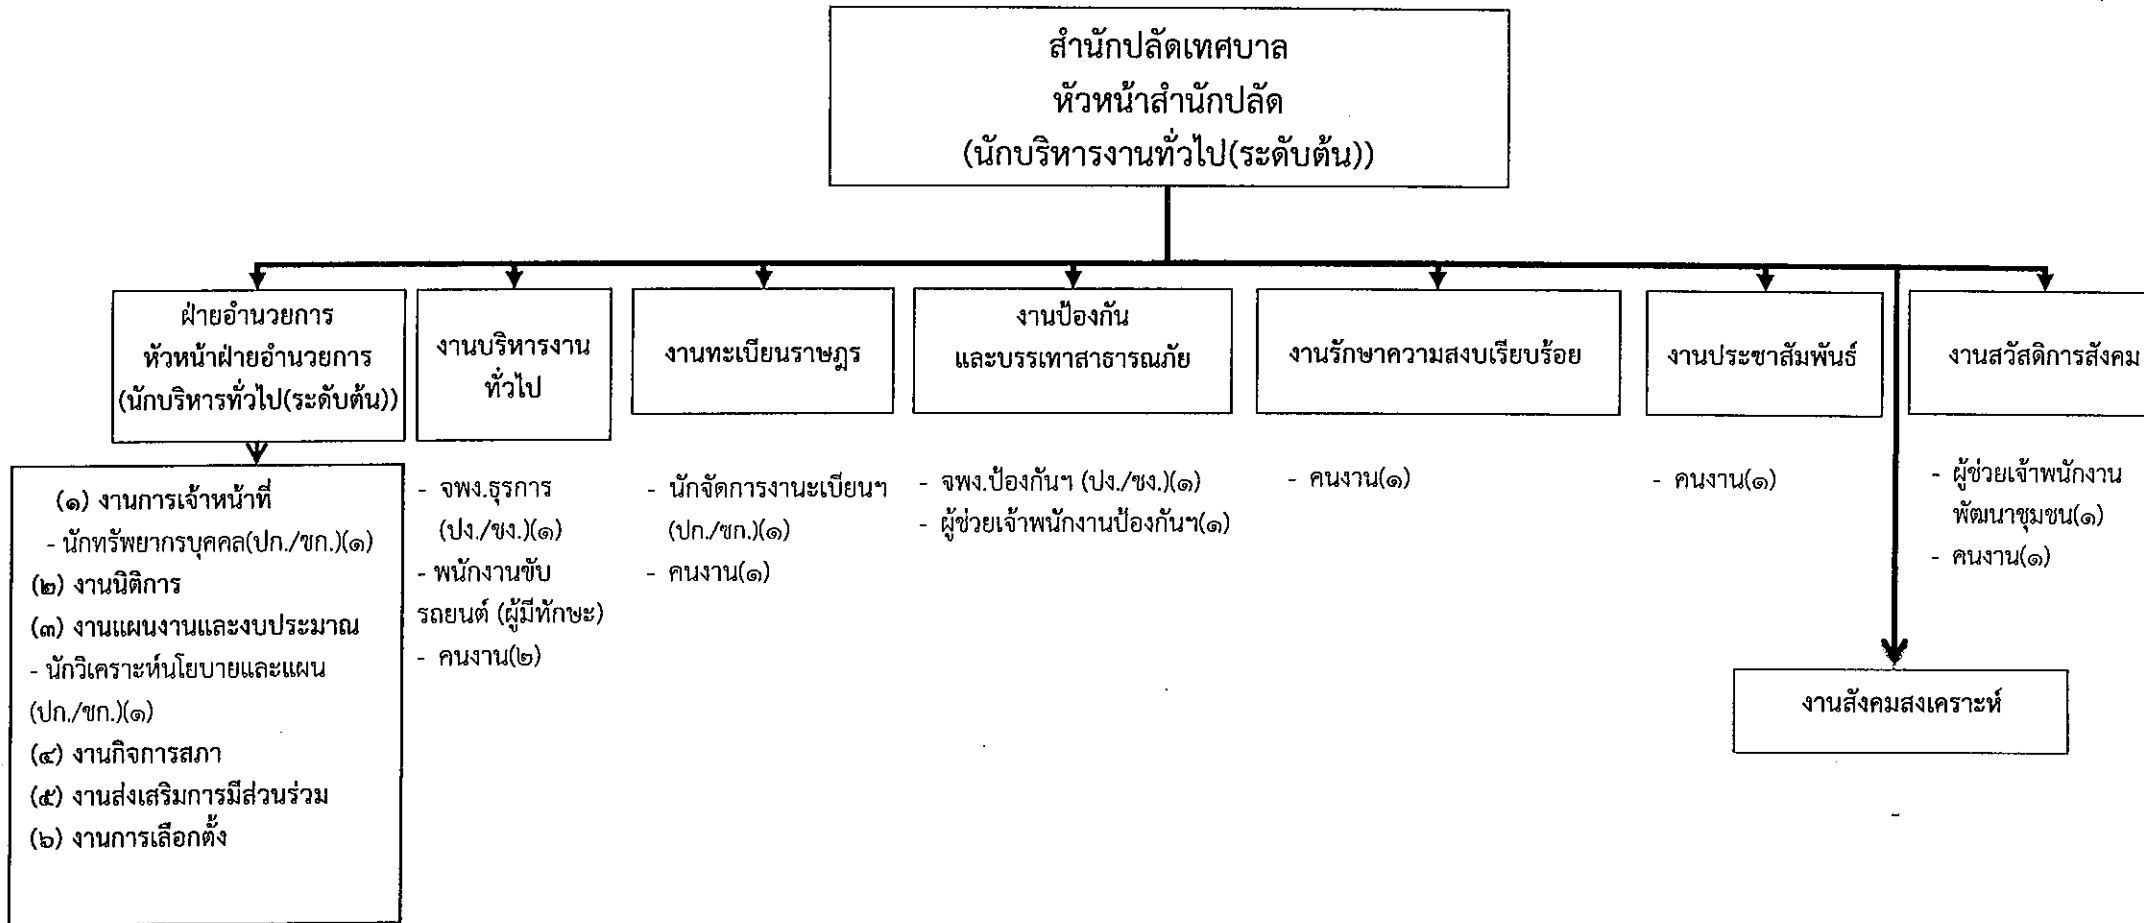 สำนักปลัดเทศบาล
หัวหน้าสำนักปลัด
(นักบริหารงานทั่วไป(ระดับต้น))
ฝ่ายอำนวยการ
หัวหน้าฝ่ายอำนวยการ
(นักบริหารทั่วไป(ระดับต้น))
(๑) งานการเจ้าหน้าที่
- นักทรัพยากรบุคคล(ปก./ชก.)(๑)
(๒) งานนิติการ
(๓) งานแผนงานและงบประมาณ
- นักวิเคราะห์นโยบายและแผน
(ปก./ชก.)(๑)
(๔) งานกิจการสภา
(๕) งานส่งเสริมการมีส่วนร่วม
(๖) งานการเลือกตั้ง
งานบริหารงาน
ทั่วไป
- จพง.ธุรการ
(ปง./ชง.)(๑)
- พนักงานขับ
รถยนต์ (ผู้มีทักษะ)
- คนงาน(๒)
งานทะเบียนราษฎร
- นักจัดการงานะเบียนฯ
(ปก./ชก.)(๑)
- คนงาน(๑)
งานป้องกัน
และบรรเทาสาธารณภัย
- จพง.ป้องกันฯ (ปง./ชง.)(๑)
- ผู้ช่วยเจ้าพนักงานป้องกันฯ(๑)
งานรักษาความสงบเรียบร้อย
- คนงาน(๑)
งานประชาสัมพันธ์
- คนงาน(๑)
งานสวัสดิการสังคม
- ผู้ช่วยเจ้าพนักงาน
พัฒนาชุมชน(๑)
- คนงาน(๑)
งานสังคมสงเคราะห์
-